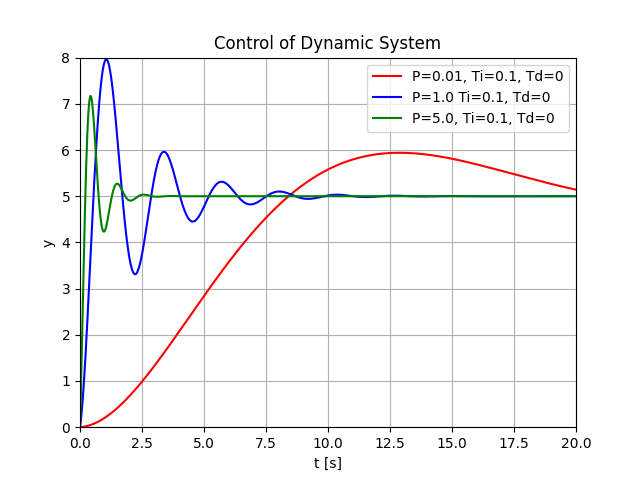 Control of Dynamic System
P=0.01, Ti=0.1, Td=0
P=1.0 Ti=0.1, Td=0
P=5.0, Ti=0.1, Td=0
8
7
6
5
4
3
2
1
0
y
0.0 2.5 5.0 7.5 10.0 12.5 15.0 17.5 20.0
t [s]